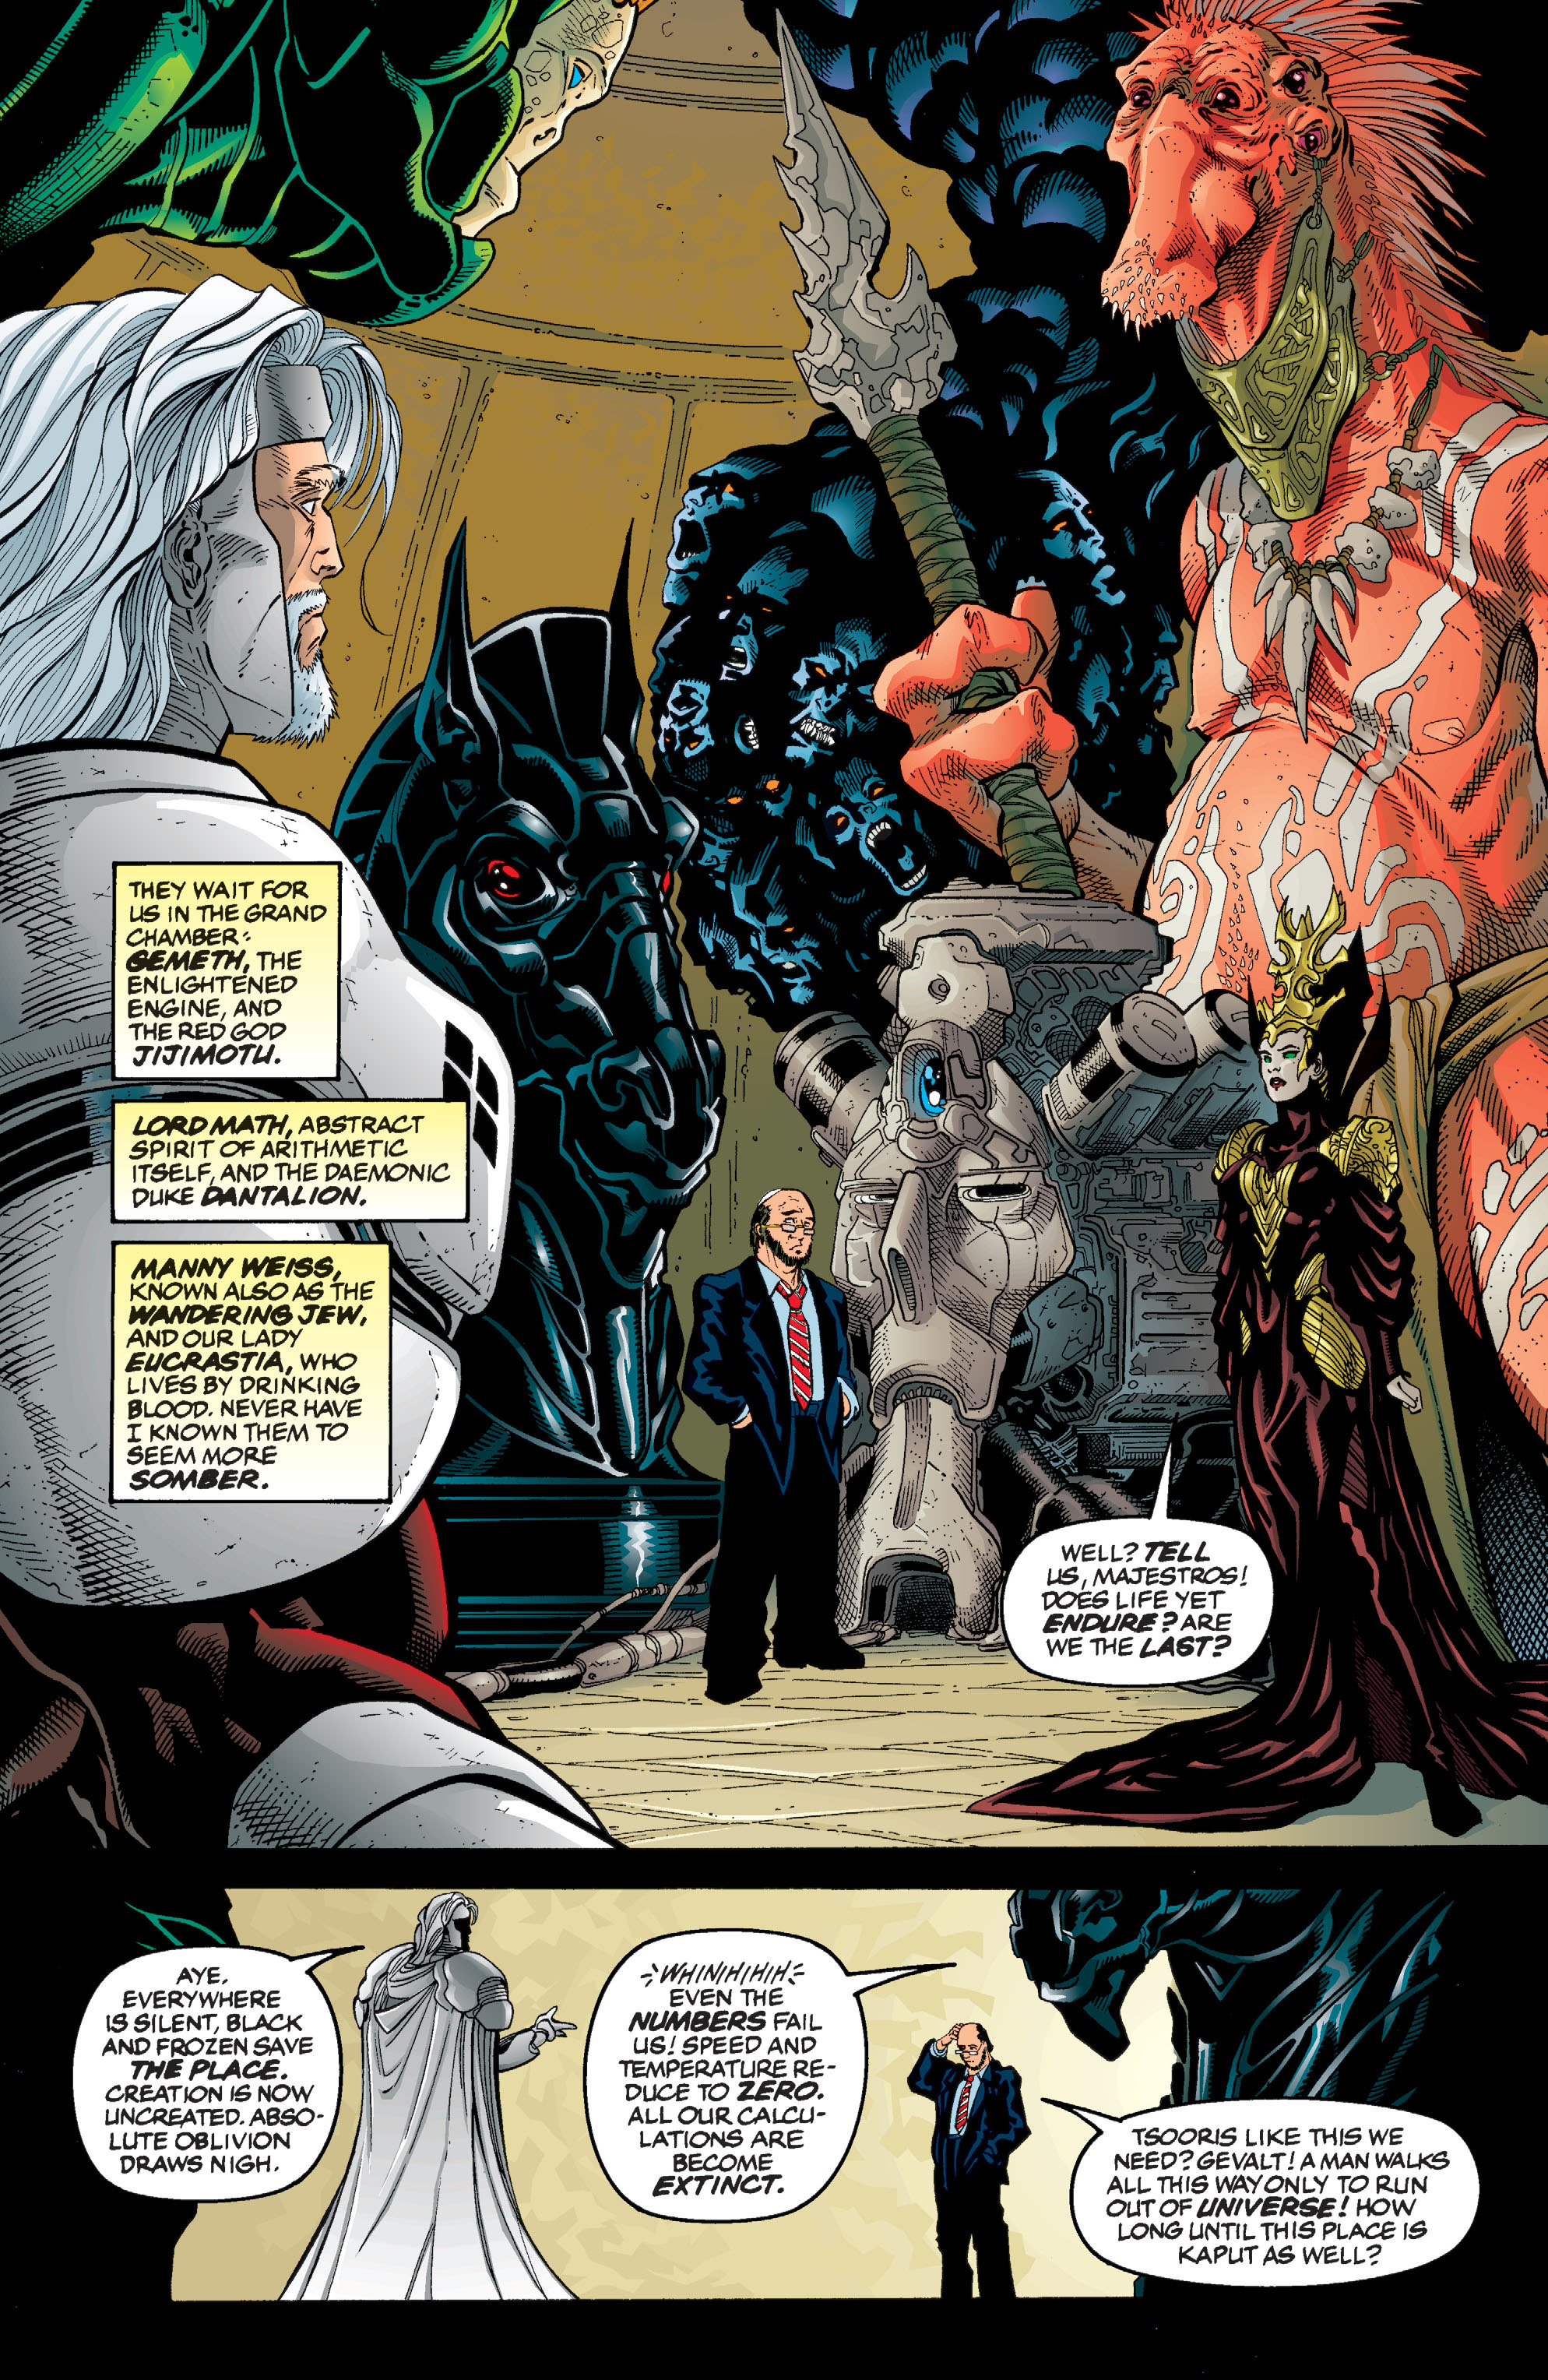 THEY WAIT FOR
US IN THE GRAND
CHAMBER:
GEMETH, THE
ENLIGHTENED
ENGINE, AND
THE RED GOD
JIJIMOTU.
LORD MATH, ABSTRACT
SPIRIT OF ARITHMETIC
ITSELF, AND THE DAEMONIC
DUKE DANTALION.
MANNY WEISS,
KNOWN ALSO AS THE
WANDERING JEW,
AND OUR LADY
EUCRASTIA, WHO
LIVES BY DRINKING
BLOOD. NEVER HAVE
I KNOWN THEM TO
SEEM MORE
SOMBER.
WELL? TELL
US, MAJESTROS!
DOES LIFE YET
ENDURE? ARE
WE THE LAST?
AYE.
EVERYWHERE
IS SILENT, BLACK
AND FROZEN SAVE
THE PLACE.
CREATION IS NOW
UNCREATED. ABSO-
LUTE OBLIVION
DRAWS NIGH.
WHINIHIHIH
EVEN THE
NUMBERS FAIL
US! SPEED AND
TEMPERATURE RE-
DUCE TO ZERO.
ALL OUR CALCU-
LATIONS ARE
BECOME
EXTINCT.
TSOORIS LIKE THIS WE
NEED? GEVALT! A MAN WALKS
ALL THIS WAY ONLY TO RUN
OUT OF UNIVERSE! HOW
LONG UNTIL THIS PLACE IS
KAPUT AS WELL?